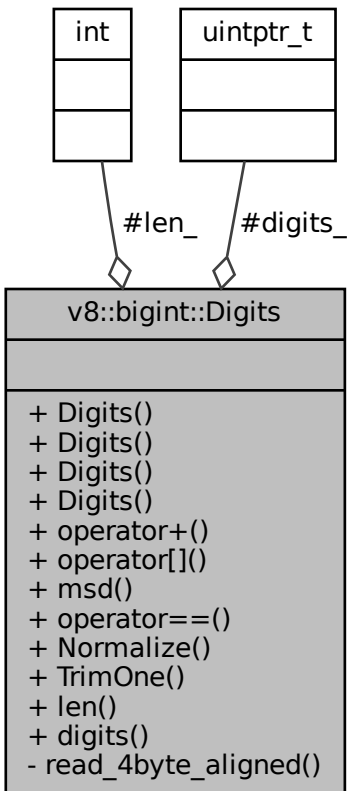 int
uintptr_t
#len_
#digits_
v8::bigint::Digits
+ Digits()
+ Digits()
+ Digits()
+ Digits()
+ operator+()
+ operator[]()
+ msd()
+ operator==()
+ Normalize()
+ TrimOne()
+ len()
+ digits()
- read_4byte_aligned()